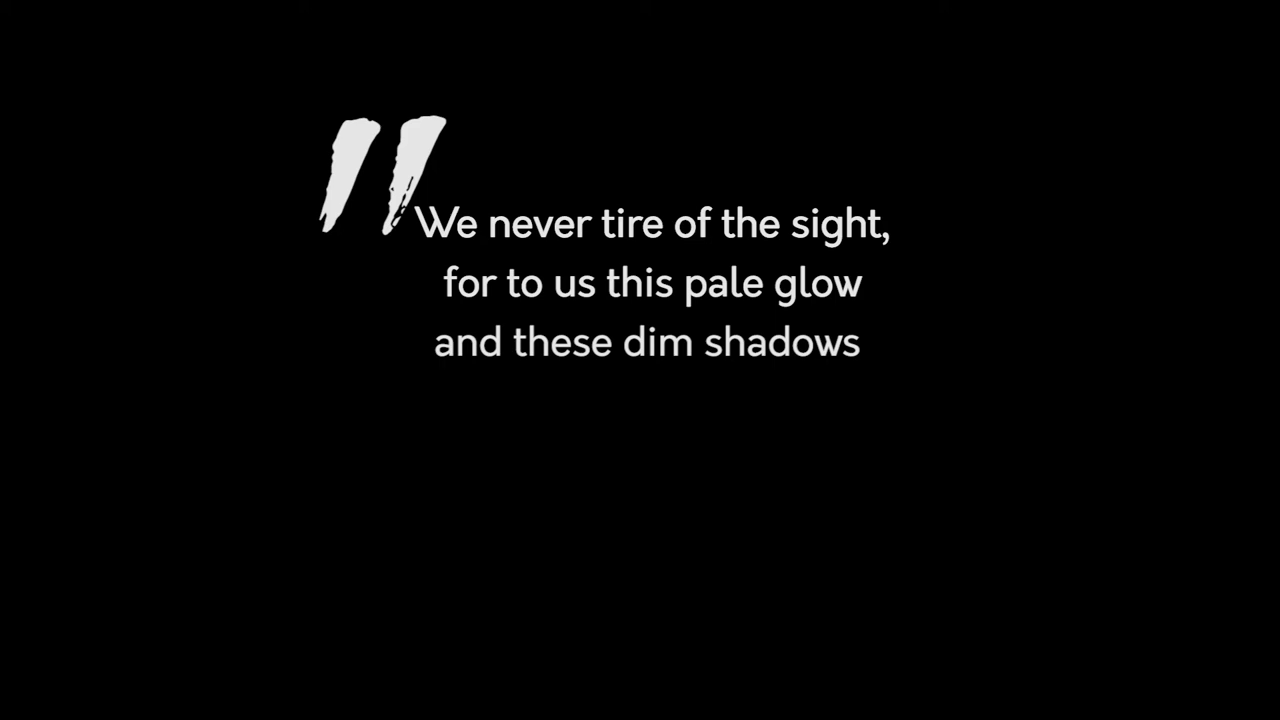 "We never tire of the sight,
for to us this pale glow
and these dim shadows